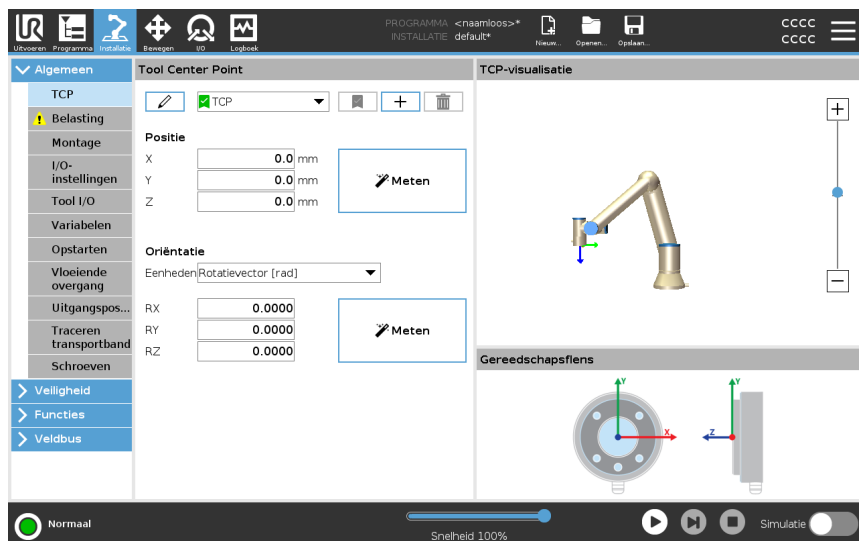 PROGRAMMA <naamloos>*
INSTALLATIE default*
CCCC
CCCC
Uitvoeren Programma Installatie Bewegen I/O Logboek Nieuw... Openen... Opslaan...
Algemeen
TCP
Belasting
Montage
I/O-
instellingen
Tool I/O
Variabelen
Opstarten
Vloeiende
overgang
Uitgangspos...
Traceren
transportband
Schroeven
Veiligheid
Functies
Veldbus
Tool Center Point
TCP
Positie
X 0.0 mm
Y 0.0 mm
Z 0.0 mm
Meten
Oriëntatie
Eenheden Rotatievector [rad]
RX 0.0000
RY 0.0000
RZ 0.0000
Meten
TCP-visualisatie
Gereedschapsflens
Y
X
Y
Z
Normaal
Snelheid 100%
Simulatie